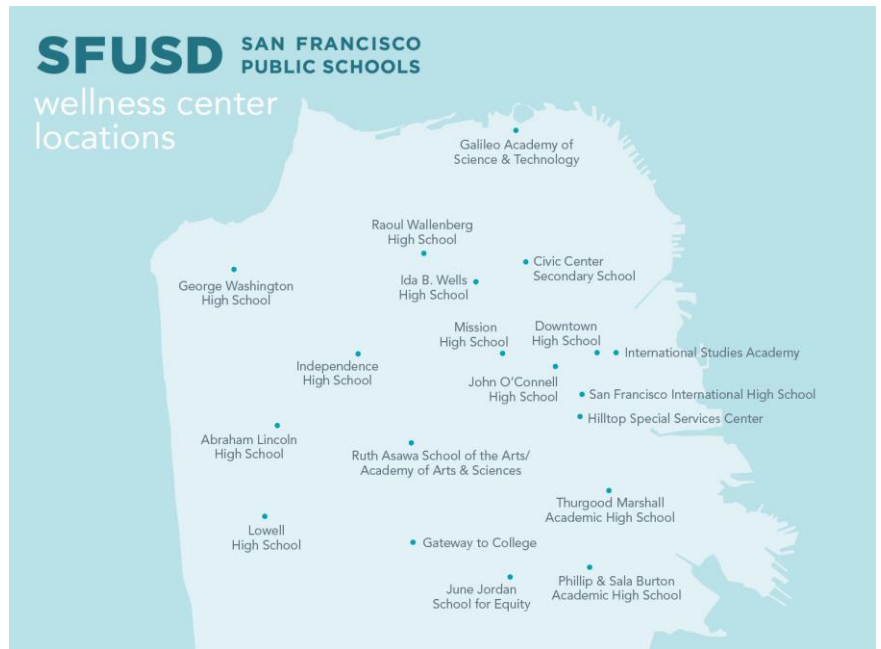 SFUSD
SAN FRANCISCO
PUBLIC SCHOOLS
wellness center
locations
Galileo Academy of
Science & Technology
Raoul Wallenberg
High School
Civic Center
Secondary School
George Washington
High School
Ida B. Wells
High School
Mission
High School
Downtown
High School
International Studies Academy
Independence
High School
John O'Connell
High School
San Francisco International High School
Hilltop Special Services Center
Abraham Lincoln
High School
Ruth Asawa School of the Arts/
Academy of Arts & Sciences
Thurgood Marshall
Academic High School
Lowell
High School
Gateway to College
June Jordan
School for Equity
Phillip & Sala Burton
Academic High School